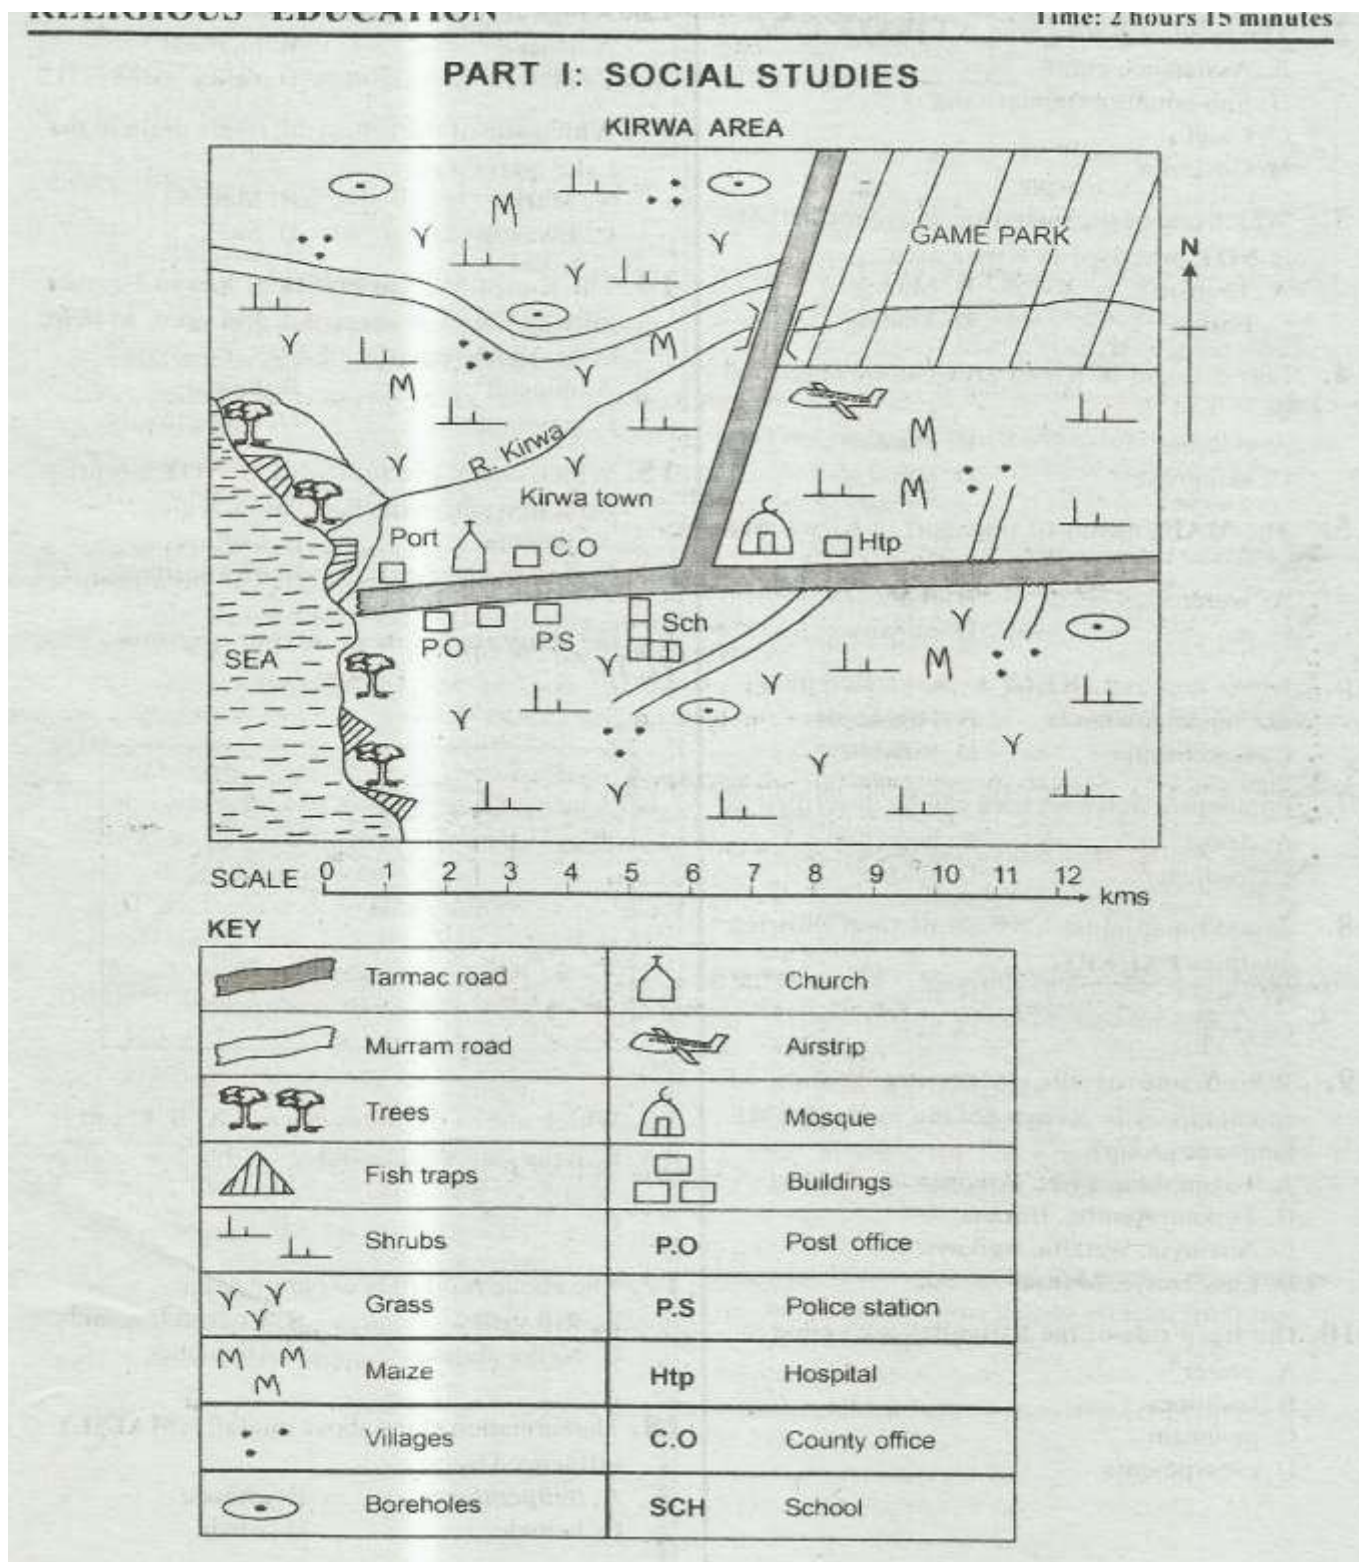 RELIGIOUS EDUCATION
Time: 2 hours 15 minutes
PART I: SOCIAL STUDIES
KIRWA AREA
GAME PARK
N
R. Kirwa
Kirwa town
Port
C.O
Htp
Sch
P.O
P.S
SEA
SCALE 0 1 2 3 4 5 6 7 8 9 10 11 12 kms
KEY
Tarmac road
Church
Murram road
Airstrip
Trees
Mosque
Fish traps
Buildings
Shrubs
P.O Post office
Grass
P.S Police station
Maize
Htp Hospital
Villages
C.O County office
Boreholes
SCH School